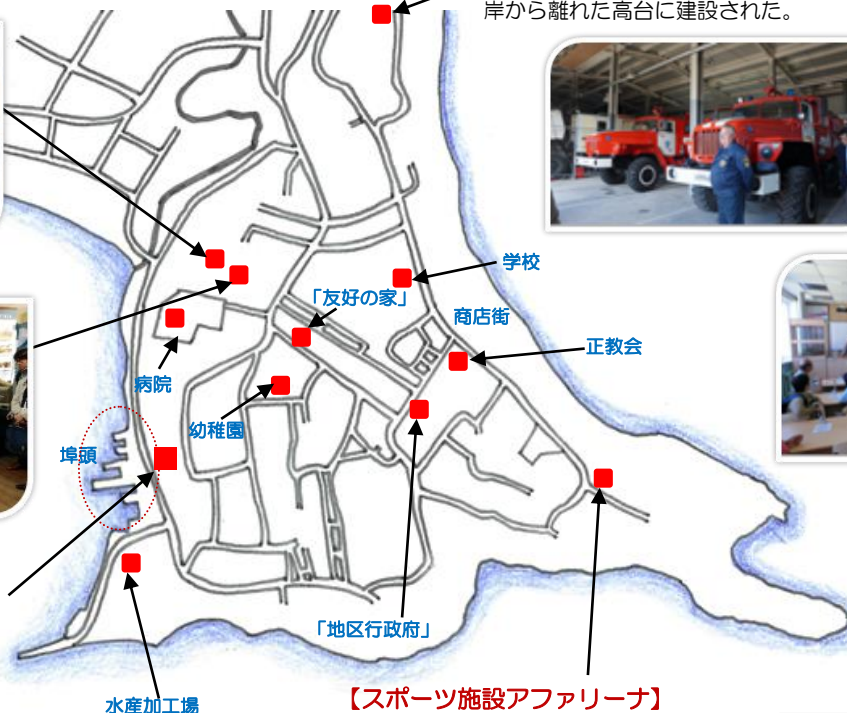 岸から離れた高台に建設された。
学校
「友好の家」
商店街
正教会
病院
幼稚園
埠頭
「地区行政府」
水産加工場
【スポーツ施設アファリーナ】